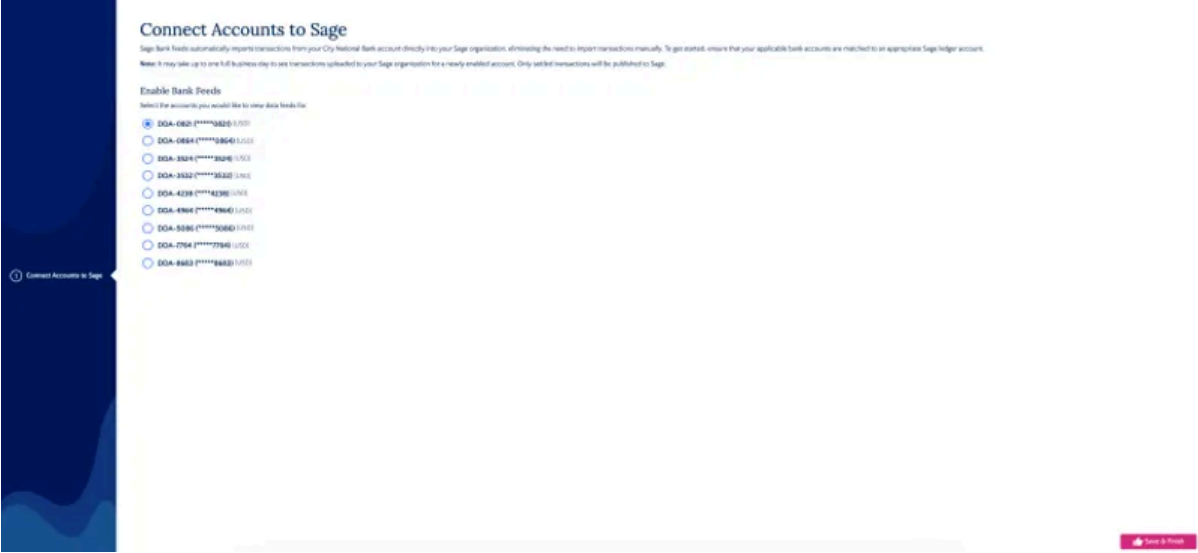 Connect Accounts to Sage
Sage Bank Feeds automatically imports transactions from your City National Bank account directly into your Sage organization, eliminating the need to import transactions manually. To get started, ensure that your applicable bank accounts are matched to an appropriate Sage ledger account.
Note: It may take up to one full business day to see transactions uploaded to your Sage organization for a newly enabled account. Only settled transactions will be published to Sage.
Enable Bank Feeds
Select the accounts you would like to view data feeds for
DDA-0821 (*****0821) (USD)
DDA-0864 (*****0864) (USD)
DDA-3524 (*****3524) (USD)
DDA-3532 (*****3532) (USD)
DDA-4238 (****4238) (USD)
DDA-4964 (*****4964) (USD)
DDA-5086 (*****5086) (USD)
DDA-7764 (*****7764) (USD)
(USD)
1 Connect Accounts to Sage
Save & Finish